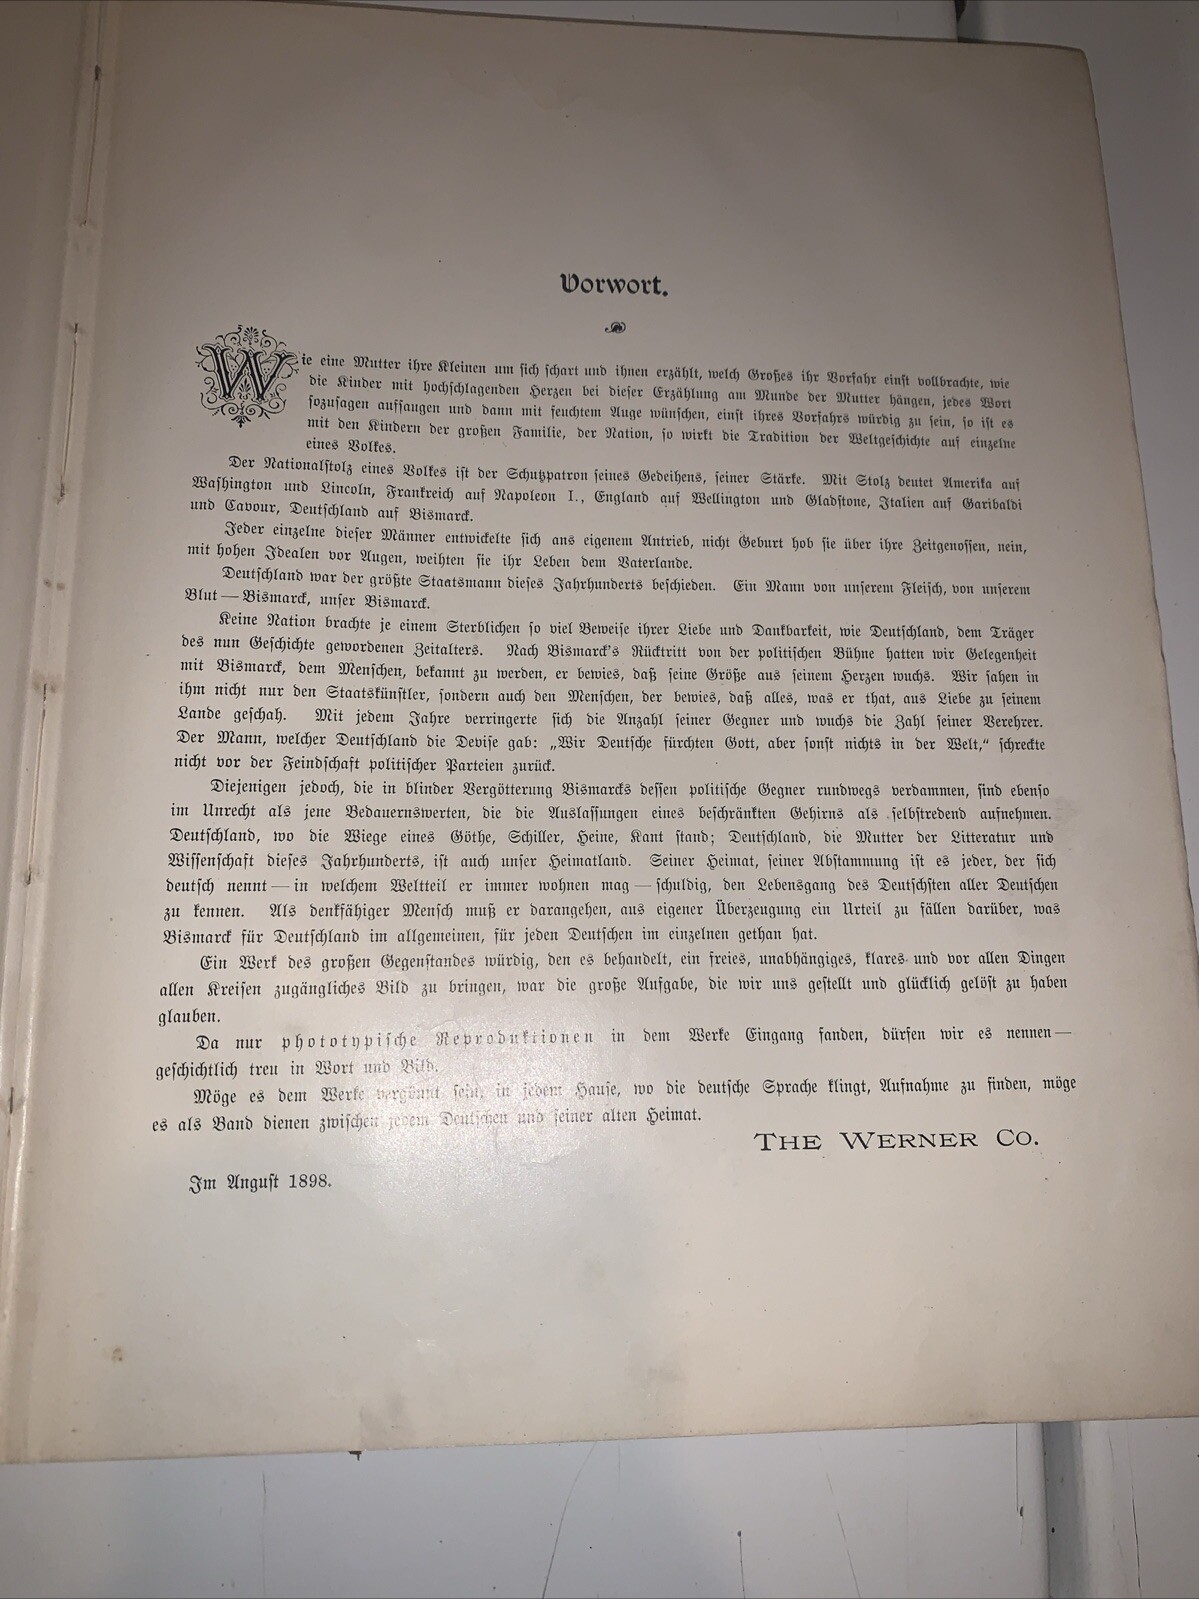 Vorwort.
Wie eine Mutter ihre Kleinen um sich schart und ihnen erzählt, welch Großes ihr Vorfahr einst vollbrachte, wie
die Kinder mit hochschlagenden Herzen bei dieser Erzählung am Munde der Mutter hängen, jedes Wort
sozusagen aufsaugen und dann mit feuchtem Auge wünschen, einst ihres Vorfahrs würdig zu sein, so ist es
mit den Kindern der großen Familie, der Nation, so wirkt die Tradition der Weltgeschichte auf einzelne
eines Volkes.
Der Nationalstolz eines Volkes ist der Schutzpatron seines Gedeihens, seiner Stärke. Mit Stolz deutet Amerika auf
Washington und Lincoln, Frankreich auf Napoleon I., England auf Wellington und Gladstone, Italien auf Garibaldi
und Cavour, Deutschland auf Bismarck.
Jeder einzelne dieser Männer entwickelte sich aus eigenem Antrieb, nicht Geburt hob sie über ihre Zeitgenossen, nein,
mit hohen Idealen vor Augen, weihten sie ihr Leben dem Vaterlande.
Deutschland war der größte Staatsmann dieses Jahrhunderts beschieden. Ein Mann von unserem Fleisch, von unserem
Blut — Bismarck, unser Bismarck.
Keine Nation brachte je einem Sterblichen so viel Beweise ihrer Liebe und Dankbarkeit, wie Deutschland, dem Träger
des nun Geschichte gewordenen Zeitalters. Nach Bismarck's Rücktritt von der politischen Bühne hatten wir Gelegenheit
mit Bismarck, dem Menschen, bekannt zu werden, er bewies, daß seine Größe aus seinem Herzen wuchs. Wir sahen in
ihm nicht nur den Staatskünstler, sondern auch den Menschen, der bewies, daß alles, was er that, aus Liebe zu seinem
Lande geschah. Mit jedem Jahre verringerte sich die Anzahl seiner Gegner und wuchs die Zahl seiner Verehrer.
Der Mann, welcher Deutschland die Devise gab: „Wir Deutsche fürchten Gott, aber sonst nichts in der Welt,“ schreckte
nicht vor der Feindschaft politischer Parteien zurück.
Diejenigen jedoch, die in blinder Vergötterung Bismarcks dessen politische Gegner rundwegs verdammen, sind ebenso
im Unrecht als jene Bedauernswerten, die die Auslassungen eines beschränkten Gehirns als selbstredend aufnehmen.
Deutschland, wo die Wiege eines Göthe, Schiller, Heine, Kant stand; Deutschland, die Mutter der Litteratur und
Wissenschaft dieses Jahrhunderts, ist auch unser Heimatland. Seiner Heimat, seiner Abstammung ist es jeder, der sich
deutsch nennt — in welchem Weltteil er immer wohnen mag — schuldig, den Lebensgang des Deutschsten aller Deutschen
zu kennen. Als denkfähiger Mensch muß er darangehen, aus eigener Überzeugung ein Urteil zu fällen darüber, was
Bismarck für Deutschland im allgemeinen, für jeden Deutschen im einzelnen gethan hat.
Ein Werk des großen Gegenstandes würdig, den es behandelt, ein freies, unabhängiges, klares und vor allen Dingen
allen Kreisen zugängliches Bild zu bringen, war die große Aufgabe, die wir uns gestellt und glücklich gelöst zu haben
glauben.
Da nur phototypische Reproduktionen in dem Werke Eingang fanden, dürfen wir es nennen —
geschichtlich treu in Wort und Bild.
Möge es dem Werke vergönnt sein, in jedem Hause, wo die deutsche Sprache klingt, Aufnahme zu finden, möge
es als Band dienen zwischen jedem Deutschen und seiner alten Heimat.
THE WERNER CO.
Im August 1898.